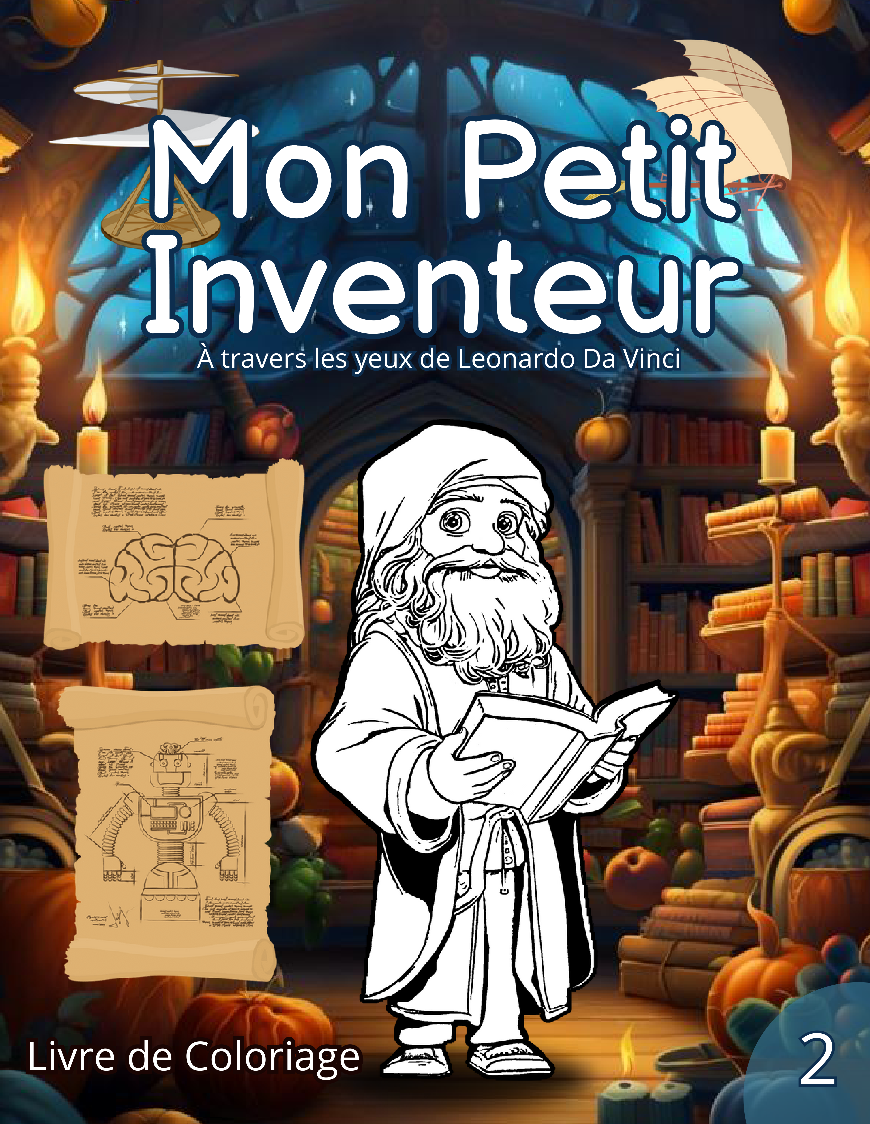 Mon Petit
Inventeur
À travers les yeux de Leonardo Da Vinci
Livre de Coloriage
2